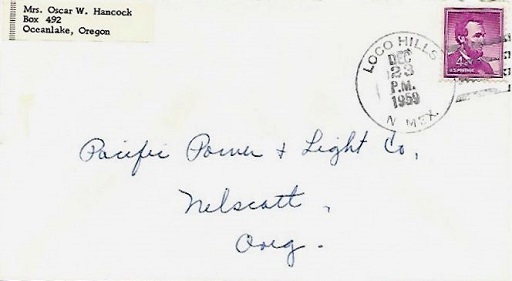 Mrs. Oscar W. Hancock
Box 492
Oceanlake, Oregon
LOCO HILLS
DEC
23
P.M.
1959
N. MEX.
4¢
U.S. POSTAGE
Pacific Power & Light Co,
Nelscott,
Oreg.